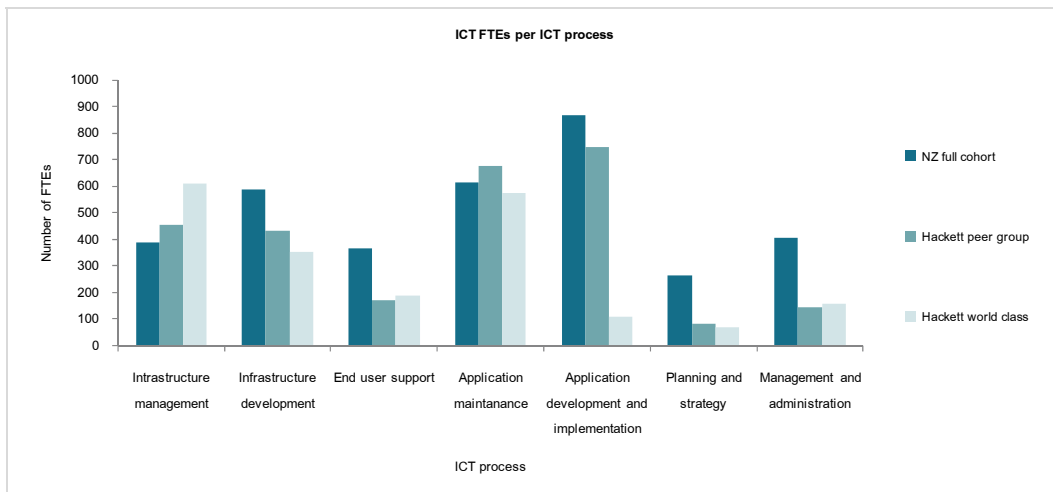 ICT FTEs per ICT process
1000
900
800
700
600
500
400
300
200
100
0
Number of FTEs
Intrastructure
management
Infrastructure
development
End user support
Application
maintanance
Application
development and
implementation
Planning and
strategy
Management and
administration
ICT process
NZ full cohort
Hackett peer group
Hackett world class